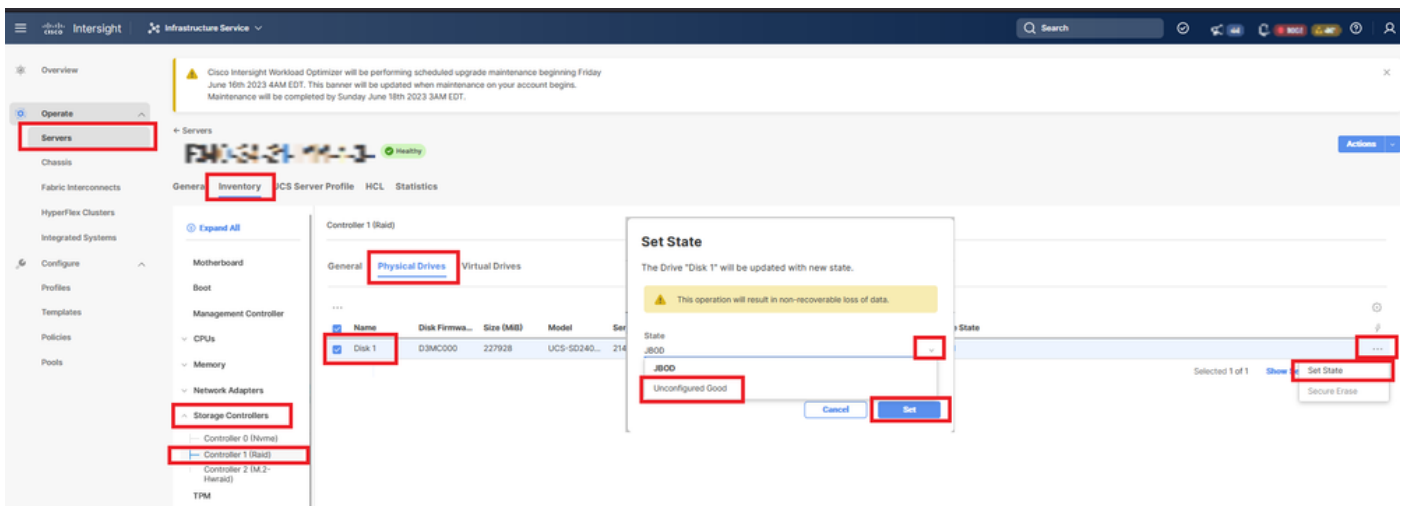 cisco Intersight
Infrastructure Service
Search
Overview
Cisco Intersight Workload Optimizer will be performing scheduled upgrade maintenance beginning Friday
June 16th 2023 4AM EDT. This banner will be updated when maintenance on your account begins.
Maintenance will be completed by Sunday June 18th 2023 3AM EDT.
Operate
Servers
Chassis
Fabric Interconnects
HyperFlex Clusters
Integrated Systems
Configure
Profiles
Templates
Policies
Pools
← Servers
Healthy
Actions
General Inventory UCS Server Profile HCL Statistics
Expand All
Motherboard
Boot
Management Controller
CPUs
Memory
Network Adapters
Storage Controllers
Controller 0 (Nvme)
Controller 1 (Raid)
Controller 2 (M.2-
Hwraid)
TPM
Controller 1 (Raid)
General Physical Drives Virtual Drives
Name Disk Firmwa... Size (MiB) Model Ser
Disk 1 D3MC000 227928 UCS-SD240... 214
State
Selected 1 of 1 Show Se
Set State
The Drive "Disk 1" will be updated with new state.
This operation will result in non-recoverable loss of data.
State
JBOD
JBOD
Unconfigured Good
Cancel Set
Set State
Secure Erase